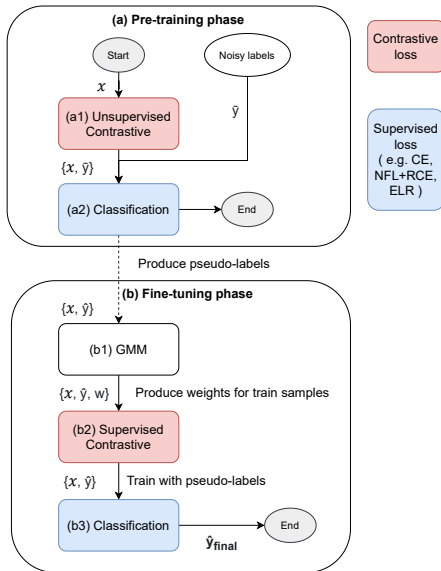 (a) Pre-training phase
Start
Noisy labels
Contrastive
loss
x
(a1) Unsupervised
Contrastive
ȳ
{x, ȳ}
Supervised
loss
( e.g. CE,
NFL+RCE,
ELR )
(a2) Classification
End
Produce pseudo-labels
(b) Fine-tuning phase
{x, ŷ}
(b1) GMM
{x, ŷ, w}
Produce weights for train samples
(b2) Supervised
Contrastive
{x, ŷ}
Train with pseudo-labels
(b3) Classification
End
ŷfinal